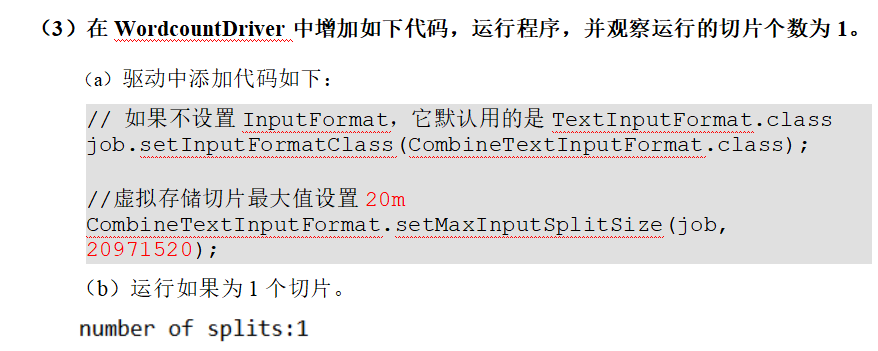 （3）在 WordcountDriver 中增加如下代码，运行程序，并观察运行的切片个数为 1。
（a）驱动中添加代码如下：
// 如果不设置 InputFormat，它默认用的是 TextInputFormat.class
job.setInputFormatClass(CombineTextInputFormat.class);
//虚拟存储切片最大值设置 20m
CombineTextInputFormat.setMaxInputSplitSize(job,
20971520);
（b）运行如果为 1 个切片。
number of splits:1